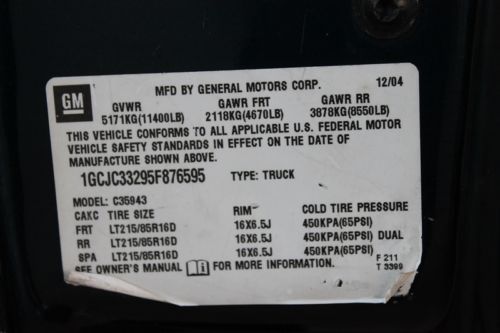 GM
MFD BY GENERAL MOTORS CORP. 12/04
GVWR GAWR FRT GAWR RR
5171KG(11400LB) 2118KG(4670LB) 3878KG(8550LB)
THIS VEHICLE CONFORMS TO ALL APPLICABLE U.S. FEDERAL MOTOR
VEHICLE SAFETY STANDARDS IN EFFECT ON THE DATE OF
MANUFACTURE SHOWN ABOVE.
1GCJC33295F876595 TYPE: TRUCK
MODEL: C35943
CAKC TIRE SIZE RIM COLD TIRE PRESSURE
FRT LT215/85R16D 16X6.5J 450KPA(65PSI)
RR LT215/85R16D 16X6.5J 450KPA(65PSI) DUAL
SPA LT215/85R16D 16X6.5J 450KPA(65PSI)
SEE OWNER'S MANUAL i FOR MORE INFORMATION. F 211
T 3399